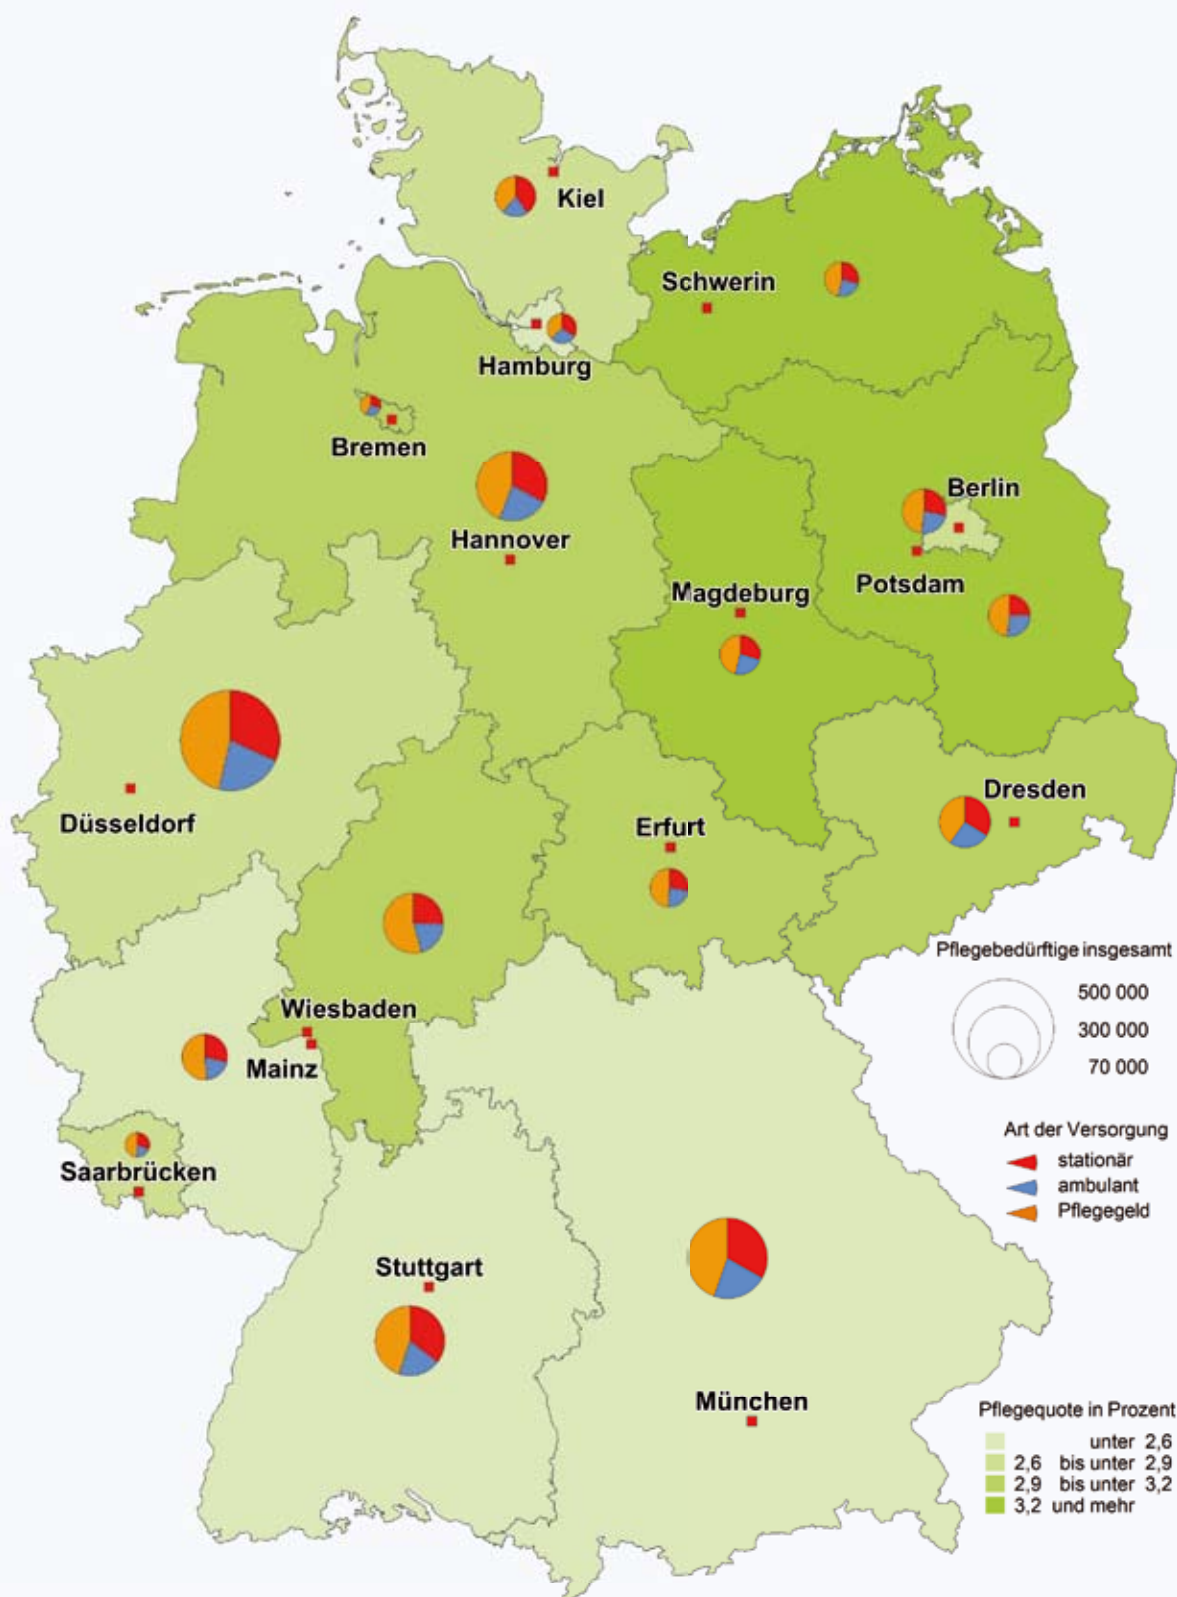 Kiel
Schwerin
Hamburg
Bremen
Berlin
Hannover
Potsdam
Magdeburg
Dresden
Düsseldorf
Erfurt
Pflegebedürftige insgesamt
500 000
300 000
70 000
Wiesbaden
Mainz
Art der Versorgung
stationär
ambulant
Pflegegeld
Saarbrücken
Stuttgart
München
Pflegequote in Prozent
unter 2,6
2,6 bis unter 2,9
2,9 bis unter 3,2
3,2 und mehr